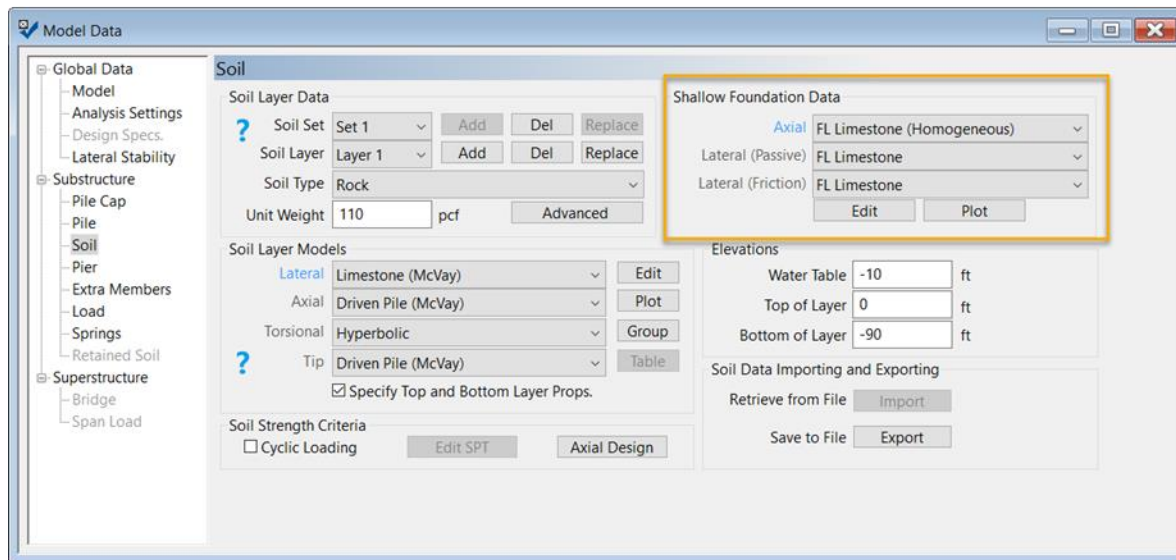 Model Data
Global Data
Model
Analysis Settings
Design Specs.
Lateral Stability
Substructure
Pile Cap
Pile
Soil
Pier
Extra Members
Load
Springs
Retained Soil
Superstructure
Bridge
Span Load
Soil
Soil Layer Data
? Soil Set Set 1 Add Del Replace
Soil Layer Layer 1 Add Del Replace
Soil Type Rock
Unit Weight 110 pcf Advanced
Soil Layer Models
Lateral Limestone (McVay) Edit
Axial Driven Pile (McVay) Plot
Torsional Hyperbolic Group
? Tip Driven Pile (McVay) Table
Specify Top and Bottom Layer Props.
Soil Strength Criteria
Cyclic Loading Edit SPT Axial Design
Shallow Foundation Data
Axial FL Limestone (Homogeneous)
Lateral (Passive) FL Limestone
Lateral (Friction) FL Limestone
Edit Plot
Elevations
Water Table -10 ft
Top of Layer 0 ft
Bottom of Layer -90 ft
Soil Data Importing and Exporting
Retrieve from File Import
Save to File Export